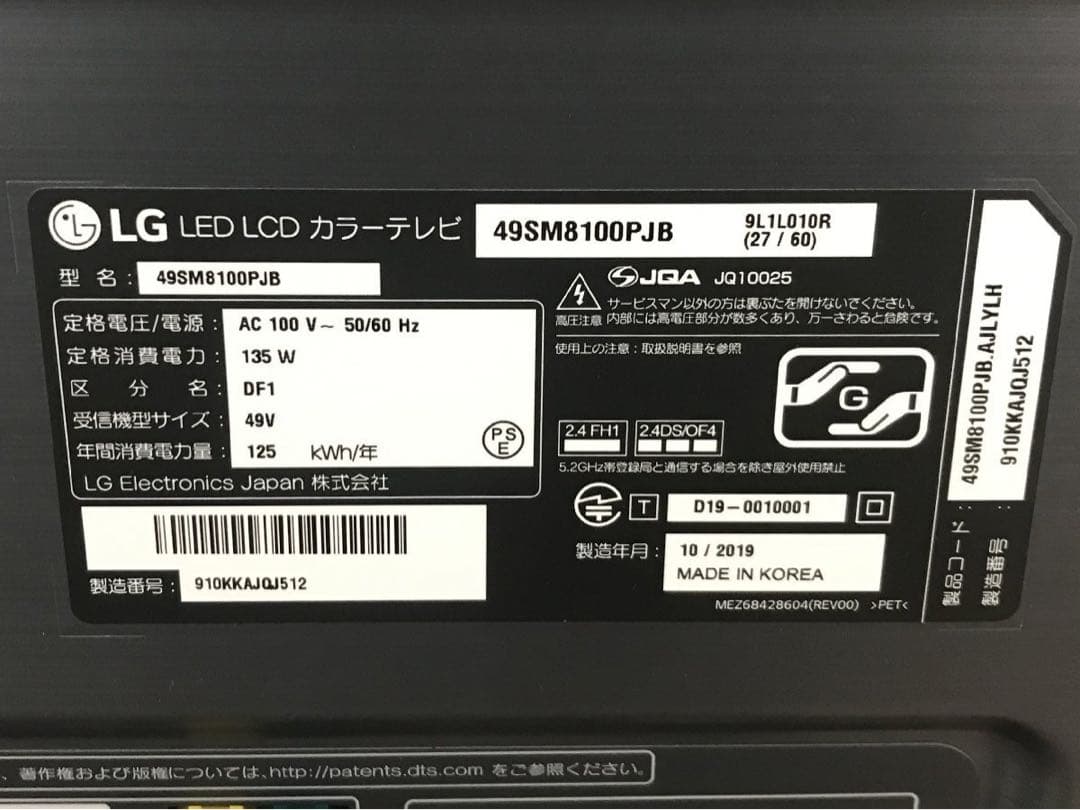 LG LED LCD カラーテレビ
49SM8100PJB
9L1L010R
(27 / 60)
型名: 49SM8100PJB
定格電圧/電源: AC 100 V~ 50/60 Hz
定格消費電力: 135 W
区分名: DF1
受信機型サイズ: 49V
年間消費電力量: 125 kWh/年
PS
E
LG Electronics Japan 株式会社
製造番号: 910KKAJQJ512
JQA JQ10025
高圧注意
サービスマン以外の方は裏ぶたを開けないでください。
内部には高電圧部分が数多くあり、万一さわると危険です。
使用上の注意:取扱説明書を参照
G
2.4 FH1 2.4DS/OF4
5.2GHz帯登録局と通信する場合を除き屋外使用禁止
T D19-0010001
製造年月: 10 / 2019
MADE IN KOREA
MEZ68428604(REV00) >PET<
製品コード: 49SM8100PJB.AJLYLH
製造番号: 910KKAJQJ512
、著作権および版権については、http://patents.dts.com をご参照ください。